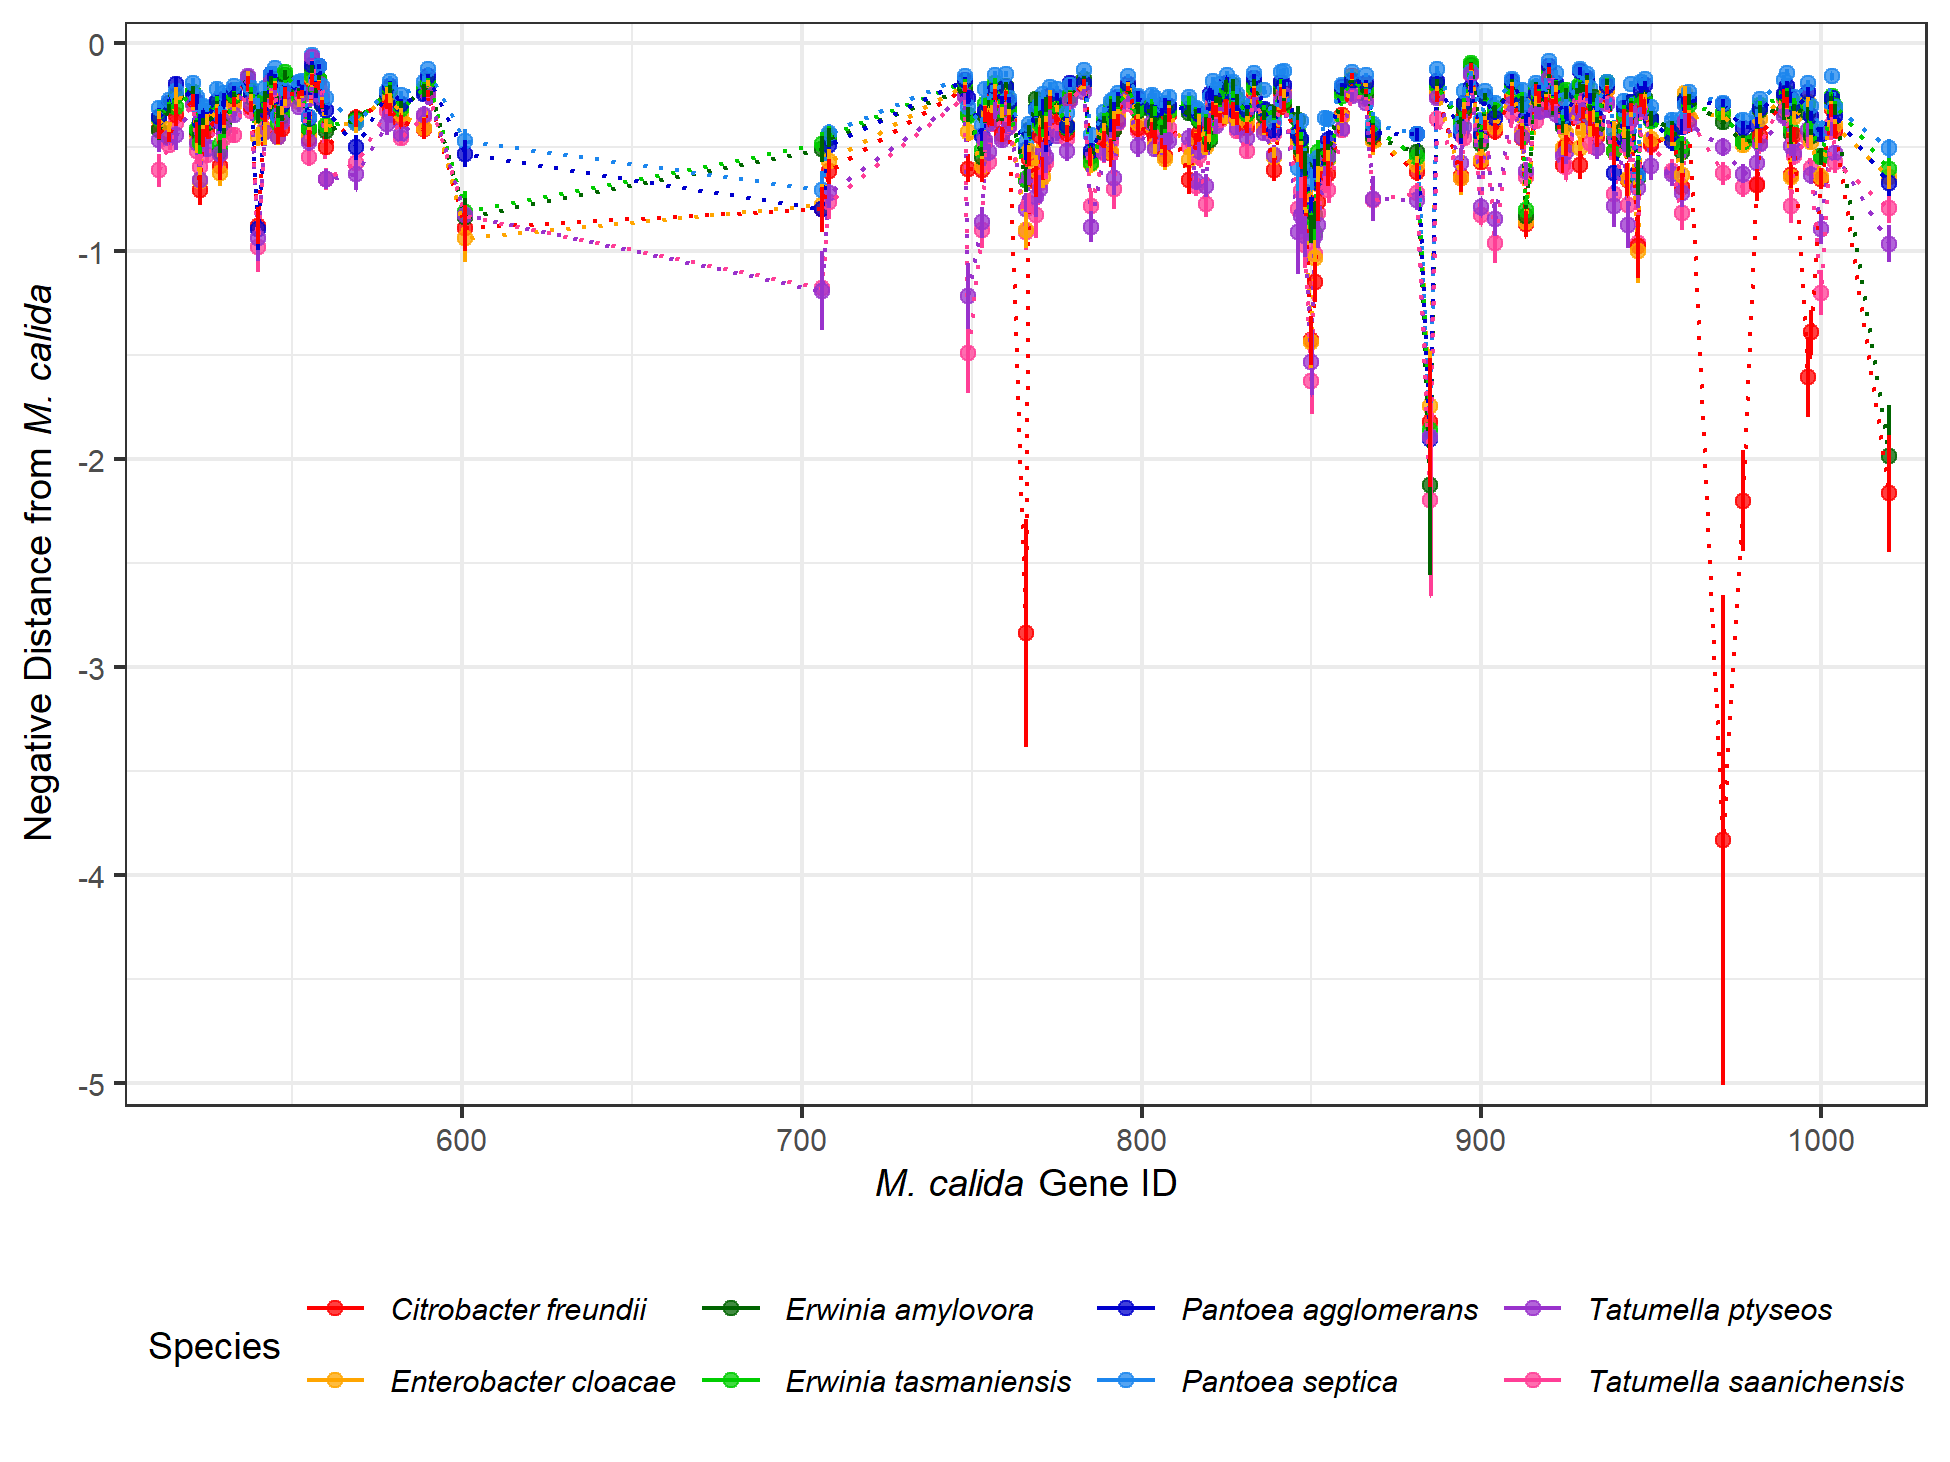 Negative Distance from M. calida
0
-1
-2
-3
-4
-5
600 700 800 900 1000
M. calida Gene ID
Species
Citrobacter freundii Erwinia amylovora Pantoea agglomerans Tatumella ptyseos
Enterobacter cloacae Erwinia tasmaniensis Pantoea septica Tatumella saanichensis